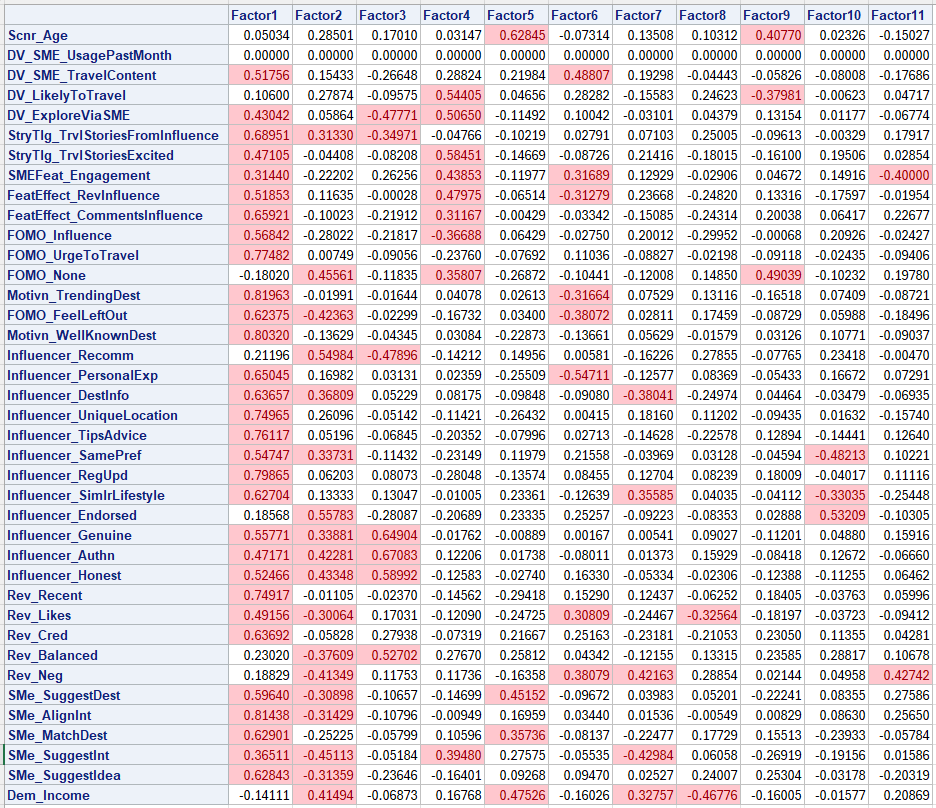 Factor1 Factor2 Factor3 Factor4 Factor5 Factor6 Factor7 Factor8 Factor9 Factor10 Factor11
Scnr_Age 0.05034 0.28501 0.17010 0.03147 0.62845 -0.07314 0.13508 0.10312 0.40770 0.02326 -0.15027
DV_SME_UsagePastMonth 0.00000 0.00000 0.00000 0.00000 0.00000 0.00000 0.00000 0.00000 0.00000 0.00000 0.00000
DV_SME_TravelContent 0.51756 0.15433 -0.26648 0.28824 0.21984 0.48807 0.19298 -0.04443 -0.05826 -0.08008 -0.17686
DV_LikelyToTravel 0.10600 0.27874 -0.09575 0.54405 0.04656 0.28282 -0.15583 0.24623 -0.37981 -0.00623 0.04717
DV_ExploreViaSME 0.43042 0.05864 -0.47771 0.50650 -0.11492 0.10042 -0.03101 0.04379 0.13154 0.01177 -0.06774
StryTlg_TrvlStoriesFromInfluence 0.68951 0.31330 -0.34971 -0.04766 -0.10219 0.02791 0.07103 0.25005 -0.09613 -0.00329 0.17917
StryTlg_TrvlStoriesExcited 0.47105 -0.04408 -0.08208 0.58451 -0.14669 -0.08726 0.21416 -0.18015 -0.16100 0.19506 0.02854
SMEFeat_Engagement 0.31440 -0.22202 0.26256 0.43853 -0.11977 0.31689 0.12929 -0.02906 0.04672 0.14916 -0.40000
FeatEffect_RevInfluence 0.51853 0.11635 -0.00028 0.47975 -0.06514 -0.31279 0.23668 -0.24820 0.13316 -0.17597 -0.01954
FeatEffect_CommentsInfluence 0.65921 -0.10023 -0.21912 0.31167 -0.00429 -0.03342 -0.15085 -0.24314 0.20038 0.06417 0.22677
FOMO_Influence 0.56842 -0.28022 -0.21817 -0.36688 0.06429 -0.02750 0.20012 -0.29952 -0.00068 0.20926 -0.02427
FOMO_UrgeToTravel 0.77482 0.00749 -0.09056 -0.23760 -0.07692 0.11036 -0.08827 -0.02198 -0.09118 -0.02435 -0.09406
FOMO_None -0.18020 0.45561 -0.11835 0.35807 -0.26872 -0.10441 -0.12008 0.14850 0.49039 -0.10232 0.19780
Motivn_TrendingDest 0.81963 -0.01991 -0.01644 0.04078 0.02613 -0.31664 0.07529 0.13116 -0.16518 0.07409 -0.08721
FOMO_FeelLeftOut 0.62375 -0.42363 -0.02299 -0.16732 0.03400 -0.38072 0.02811 0.17459 -0.08729 0.05988 -0.18496
Motivn_WellKnownDest 0.80320 -0.13629 -0.04345 0.03084 -0.22873 -0.13661 0.05629 -0.01579 0.03126 0.10771 -0.09037
Influencer_Recomm 0.21196 0.54984 -0.47896 -0.14212 0.14956 0.00581 -0.16226 0.27855 -0.07765 0.23418 -0.00470
Influencer_PersonalExp 0.65045 0.16982 0.03131 0.02359 -0.25509 -0.54711 -0.12577 0.08369 -0.05433 0.16672 0.07291
Influencer_DestInfo 0.63657 0.36809 0.05229 0.08175 -0.09848 -0.09080 -0.38041 -0.24974 0.04464 -0.03479 -0.06935
Influencer_UniqueLocation 0.74965 0.26096 -0.05142 -0.11421 -0.26432 0.00415 0.18160 0.11202 -0.09435 0.01632 -0.15740
Influencer_TipsAdvice 0.76117 0.05196 -0.06845 -0.20352 -0.07996 0.02713 -0.14628 -0.22578 0.12894 -0.14441 0.12640
Influencer_SamePref 0.54747 0.33731 -0.11432 -0.23149 0.11979 0.21558 -0.03969 0.03128 -0.04594 -0.48213 0.10221
Influencer_RegUpd 0.79865 0.06203 0.08073 -0.28048 -0.13574 0.08455 0.12704 0.08239 0.18009 -0.04017 0.11116
Influencer_SimlrLifestyle 0.62704 0.13333 0.13047 -0.01005 0.23361 -0.12639 0.35585 0.04035 -0.04112 -0.33035 -0.25448
Influencer_Endorsed 0.18568 0.55783 -0.28087 -0.20689 0.23335 0.25257 -0.09223 -0.08353 0.02888 0.53209 -0.10305
Influencer_Genuine 0.55771 0.33881 0.64904 -0.01762 -0.00889 0.00167 0.00541 0.09027 -0.11201 0.04880 0.15916
Influencer_Authn 0.47171 0.42281 0.67083 0.12206 0.01738 -0.08011 0.01373 0.15929 -0.08418 0.12672 -0.06660
Influencer_Honest 0.52466 0.43348 0.58992 -0.12583 -0.02740 0.16330 -0.05334 -0.02306 -0.12388 -0.11255 0.06462
Rev_Recent 0.74917 -0.01105 -0.02370 -0.14562 -0.29418 0.15290 0.12437 -0.06252 0.18405 -0.03763 0.05996
Rev_Likes 0.49156 -0.30064 0.17031 -0.12090 -0.24725 0.30809 -0.24467 -0.32564 -0.18197 -0.03723 -0.09412
Rev_Cred 0.63692 -0.05828 0.27938 -0.07319 0.21667 0.25163 -0.23181 -0.21053 0.23050 0.11355 0.04281
Rev_Balanced 0.23020 -0.37609 0.52702 0.27670 0.25812 0.04342 -0.12155 0.13315 0.23585 0.28817 0.10678
Rev_Neg 0.18829 -0.41349 0.11753 0.11736 -0.16358 0.38079 0.42163 0.28854 0.02144 0.04958 0.42742
SMe_SuggestDest 0.59640 -0.30898 -0.10657 -0.14699 0.45152 -0.09672 0.03983 0.05201 -0.22241 0.08355 0.27586
SMe_AlignInt 0.81438 -0.31429 -0.10796 -0.00949 0.16959 0.03440 0.01536 -0.00549 0.00829 0.08630 0.25650
SMe_MatchDest 0.62901 -0.25225 -0.05799 0.10596 0.35736 -0.08137 -0.22477 0.17729 0.15513 -0.23933 -0.05784
SMe_SuggestInt 0.36511 -0.45113 -0.05184 0.39480 0.27575 -0.05535 -0.42984 0.06058 -0.26919 -0.19156 0.01586
SMe_SuggestIdea 0.62843 -0.31359 -0.23646 -0.16401 0.09268 0.09470 0.02527 0.24007 0.25304 -0.03178 -0.20319
Dem_Income -0.14111 0.41494 -0.06873 0.16768 0.47526 -0.16026 0.32757 -0.46776 -0.16005 -0.01577 0.20869